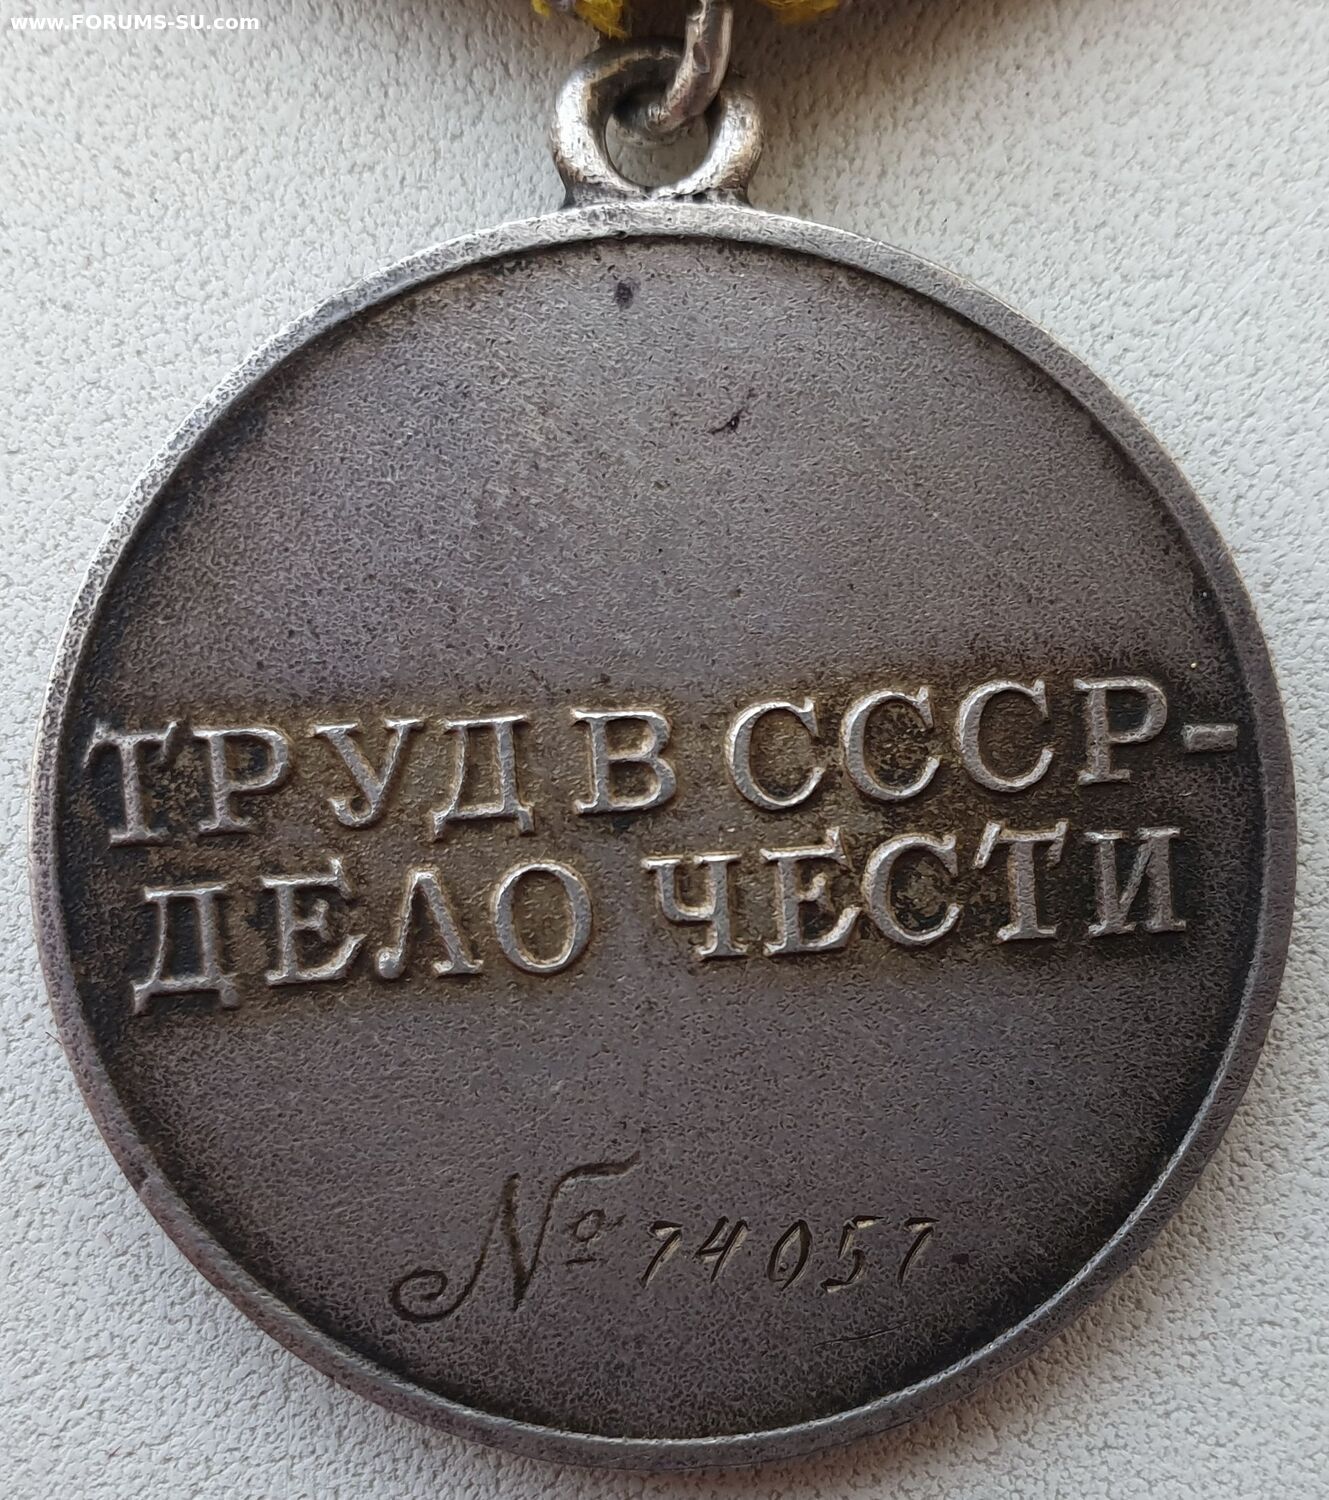 www.FORUMS-SU.com
ТРУД В СССР-
ДЕЛО ЧЕСТИ
№ 74057